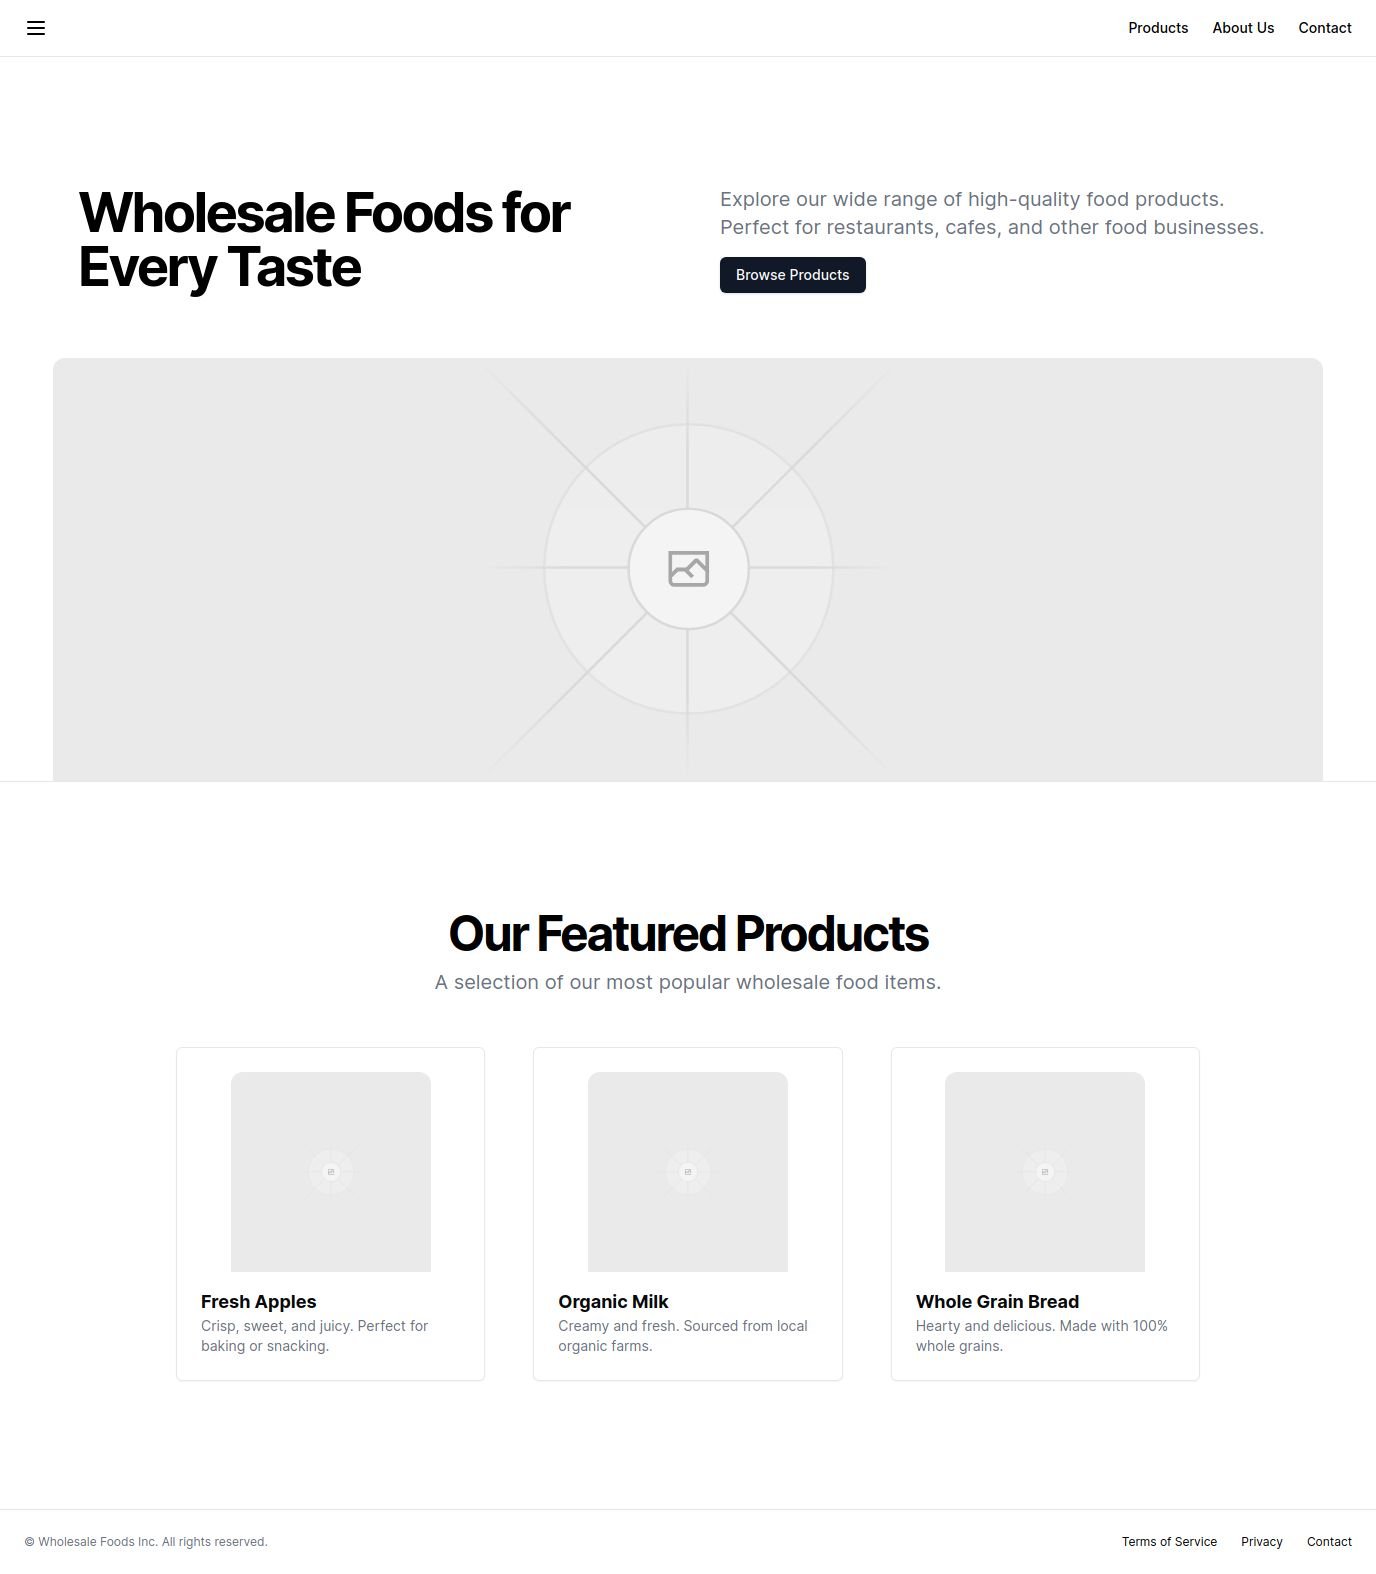 Products About Us Contact
Wholesale Foods for
Every Taste
Explore our wide range of high-quality food products.
Perfect for restaurants, cafes, and other food businesses.
Browse Products
Our Featured Products
A selection of our most popular wholesale food items.
Fresh Apples
Crisp, sweet, and juicy. Perfect for
baking or snacking.
Organic Milk
Creamy and fresh. Sourced from local
organic farms.
Whole Grain Bread
Hearty and delicious. Made with 100%
whole grains.
© Wholesale Foods Inc. All rights reserved.
Terms of Service Privacy Contact